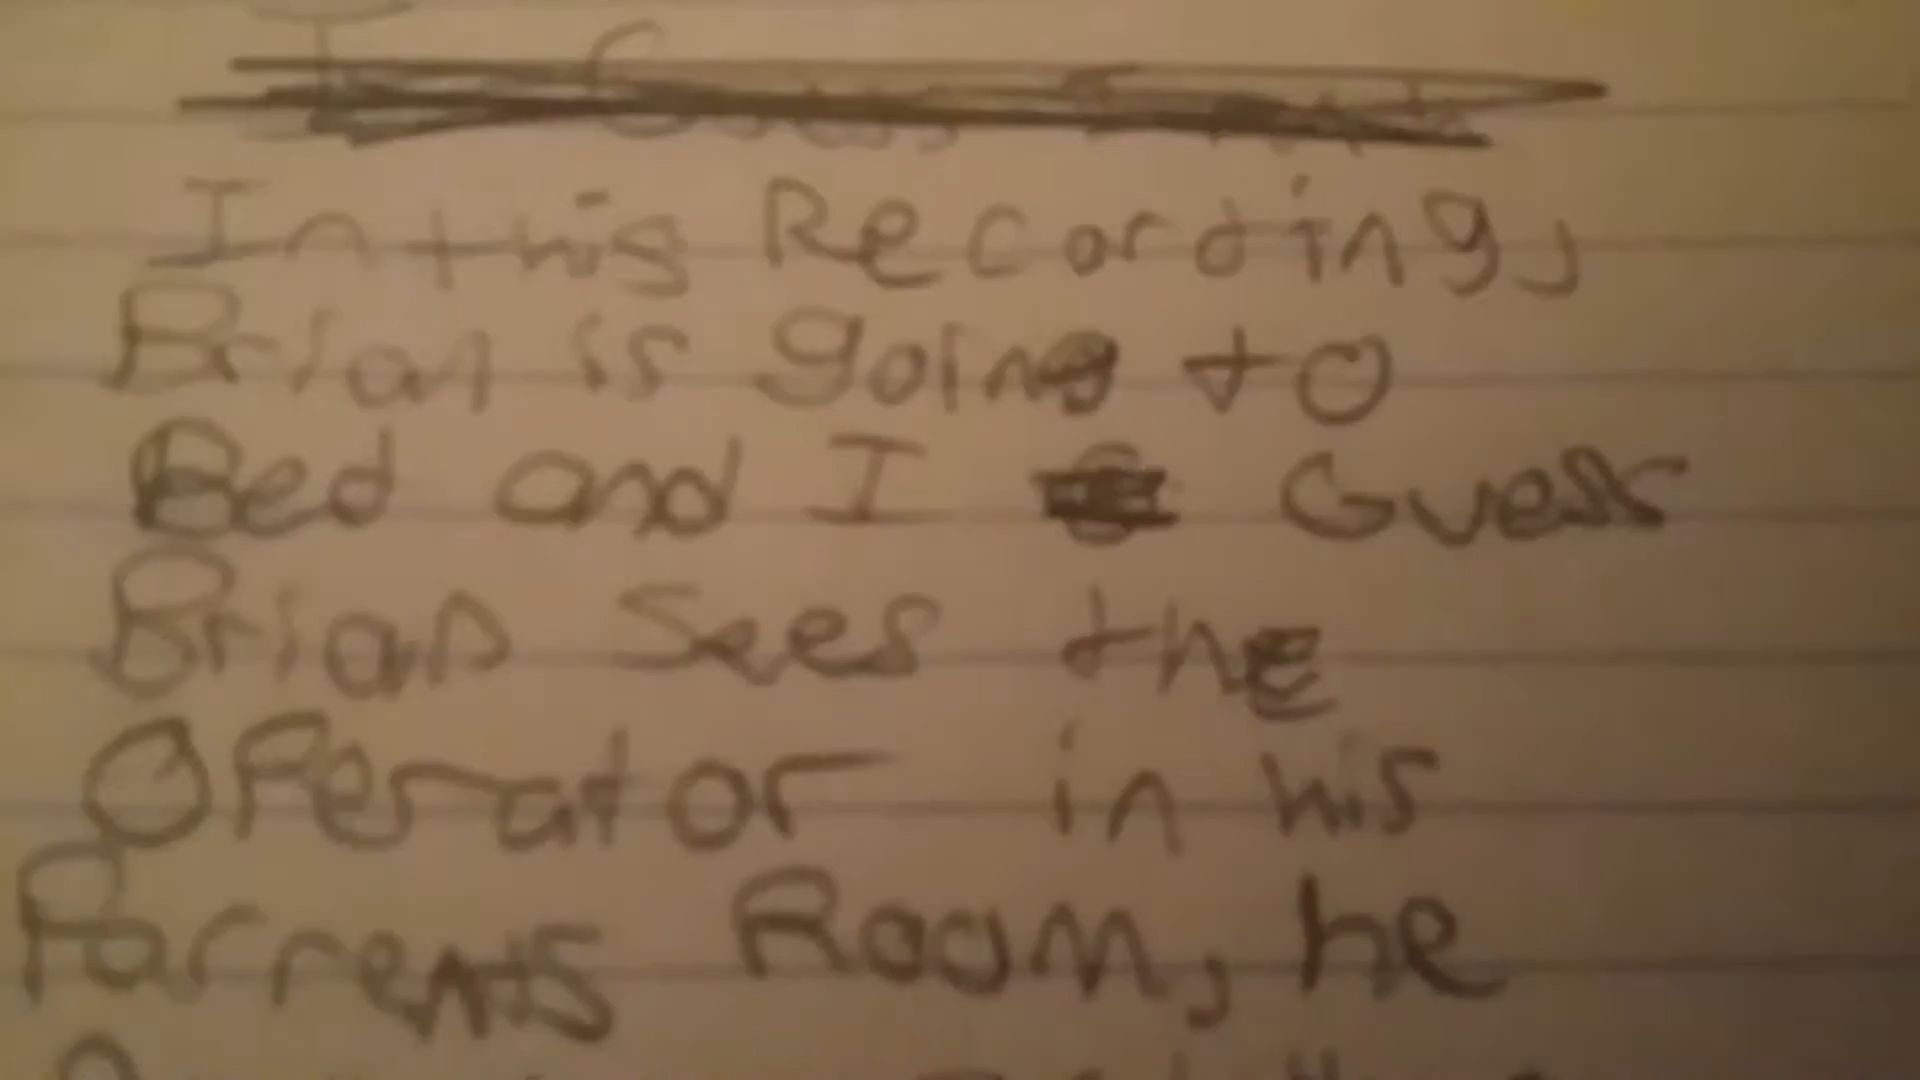 In this Recording,
Brian is going to
Bed and I Guess
Brian sees the
OPerator in his
Parrents Room, he